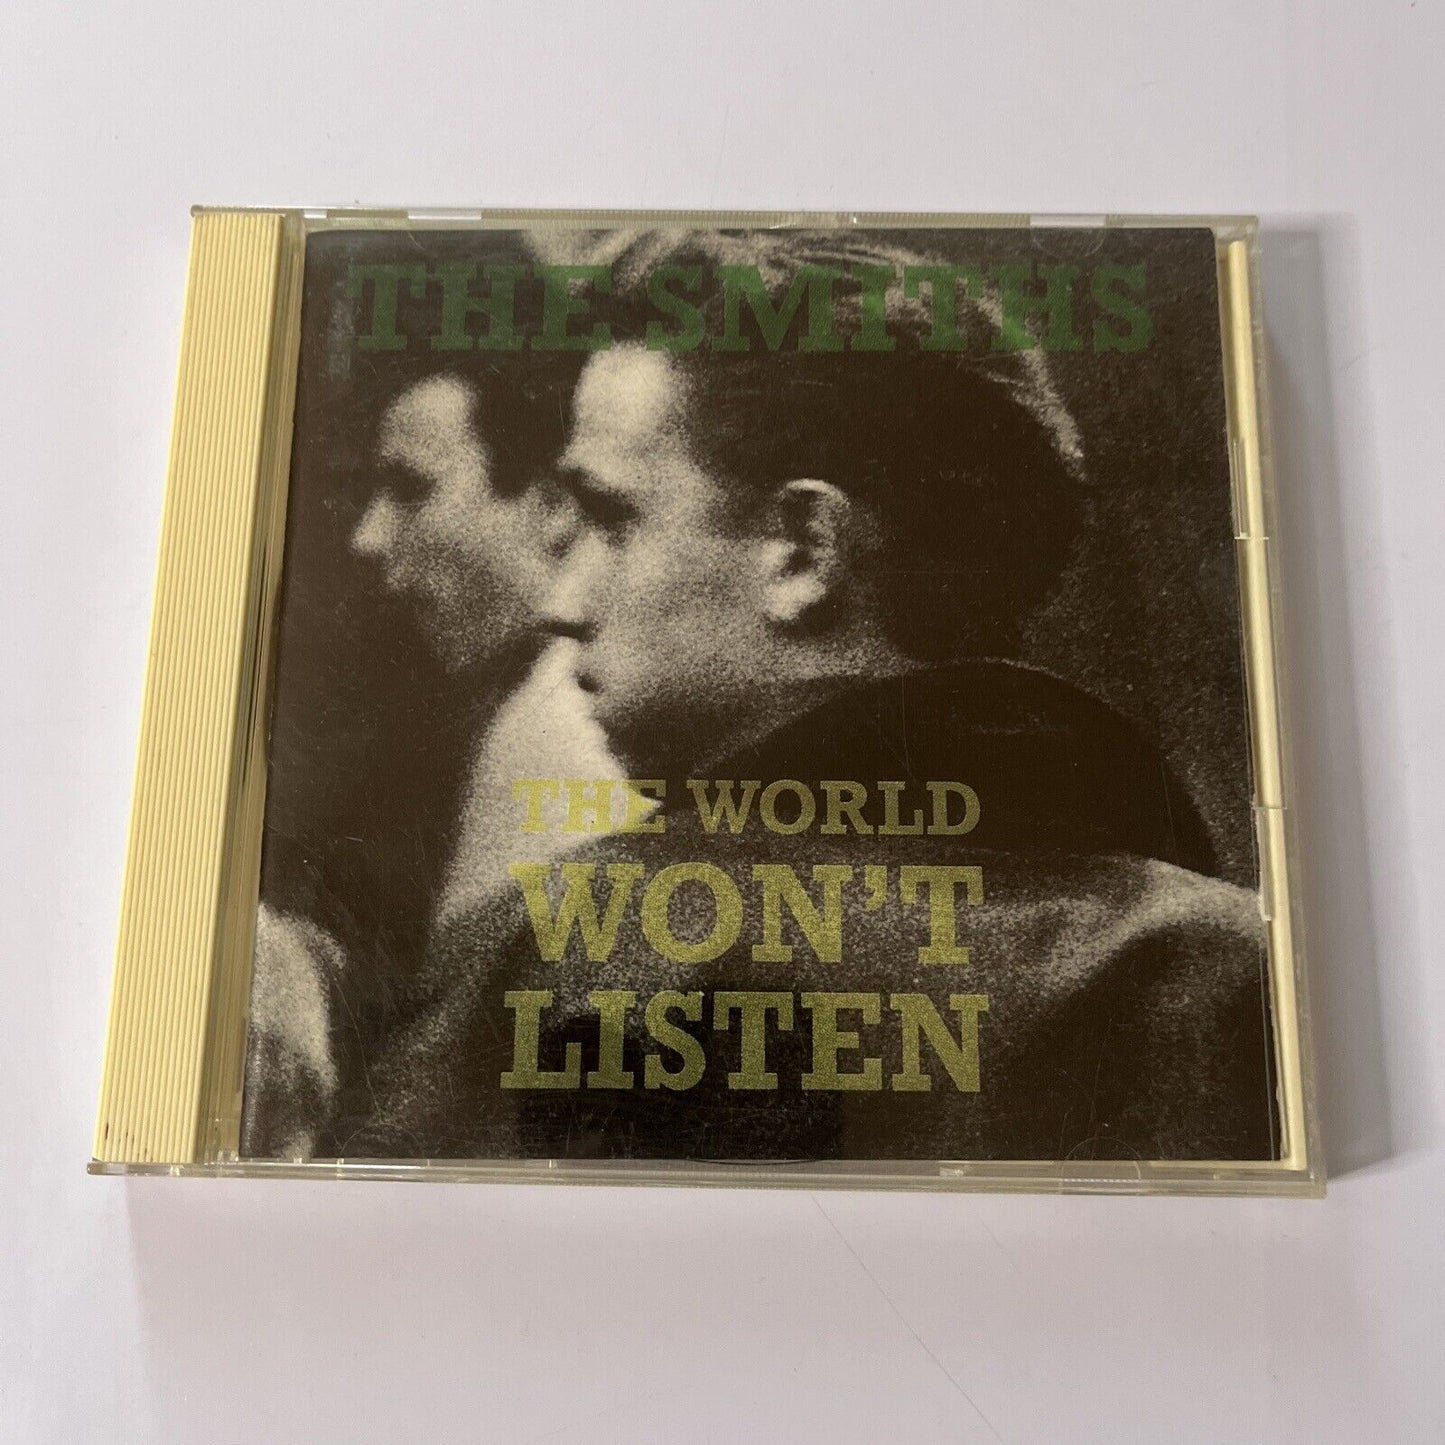 THE SMITHS
THE WORLD
WON'T
LISTEN